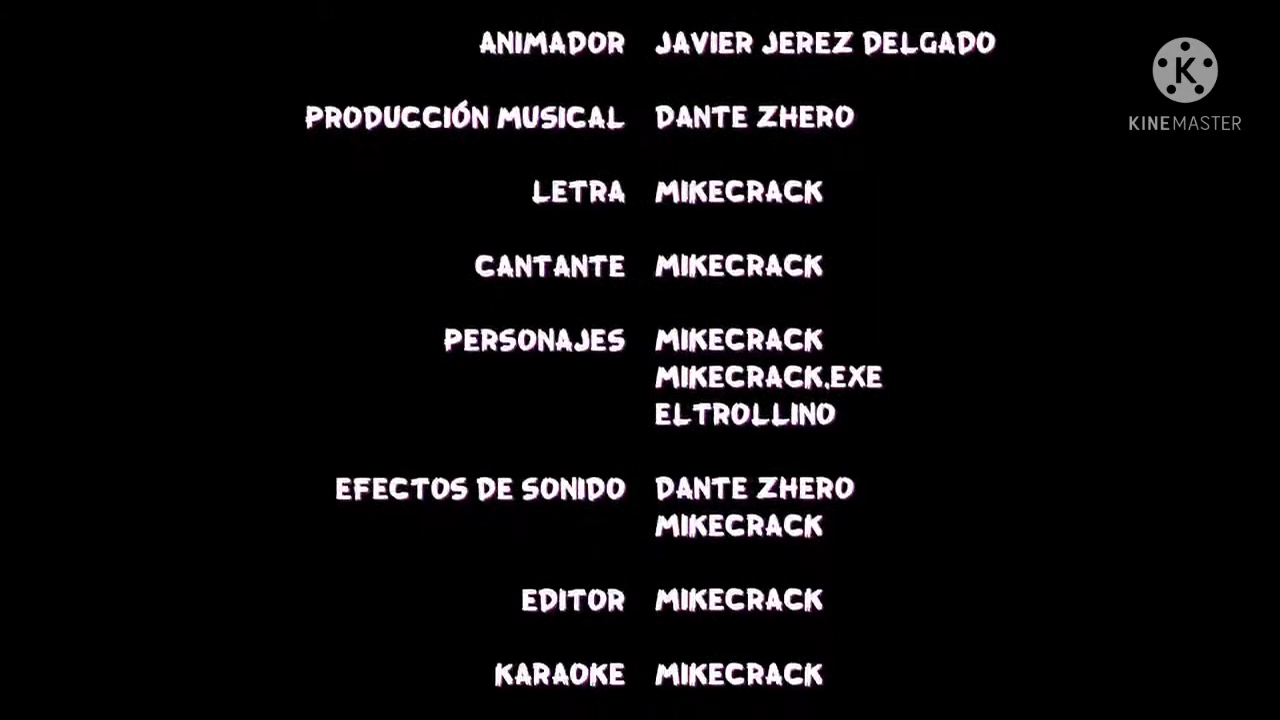 ANIMADOR JAVIER JEREZ DELGADO
K
KINEMASTER
PRODUCCIÓN MUSICAL DANTE ZHERO
LETRA MIKECRACK
CANTANTE MIKECRACK
PERSONAJES MIKECRACK
MIKECRACK.EXE
ELTROLLINO
EFECTOS DE SONIDO DANTE ZHERO
MIKECRACK
EDITOR MIKECRACK
KARAOKE MIKECRACK